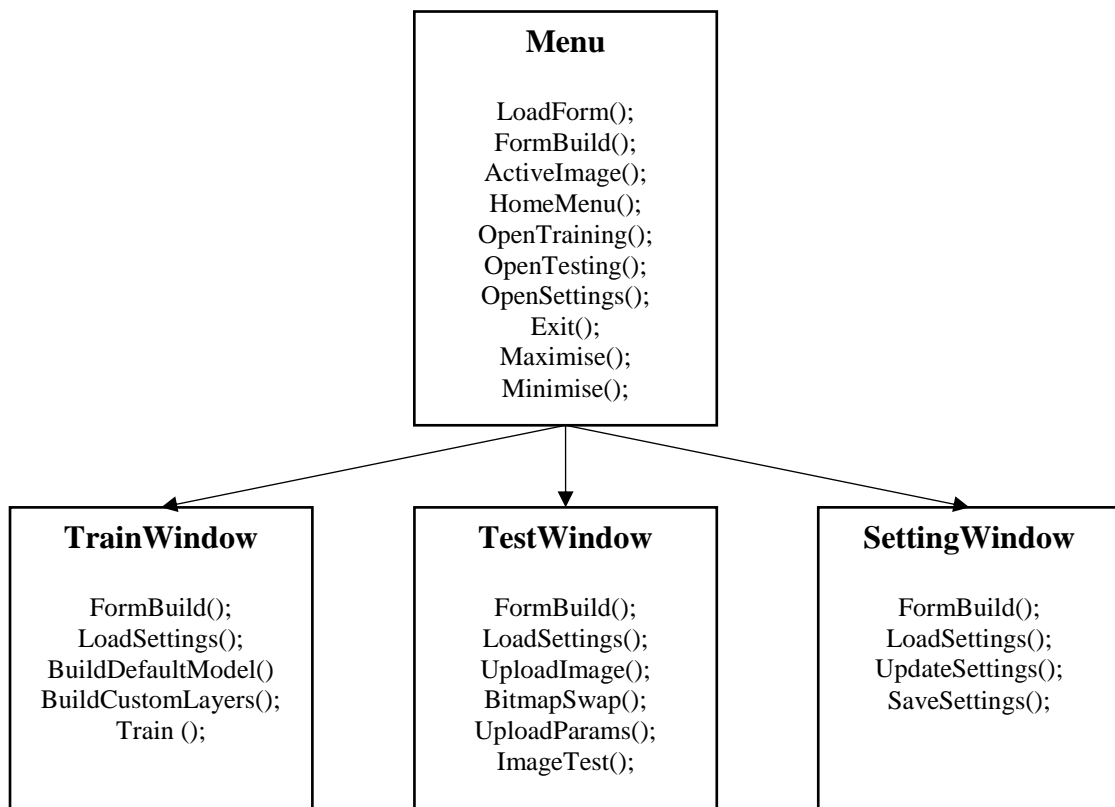 Menu
LoadForm();
FormBuild();
ActiveImage();
HomeMenu();
OpenTraining();
OpenTesting();
OpenSettings();
Exit();
Maximise();
Minimise();
TrainWindow
FormBuild();
LoadSettings();
BuildDefaultModel()
BuildCustomLayers();
Train ();
TestWindow
FormBuild();
LoadSettings();
UploadImage();
BitmapSwap();
UploadParams();
ImageTest();
SettingWindow
FormBuild();
LoadSettings();
UpdateSettings();
SaveSettings();